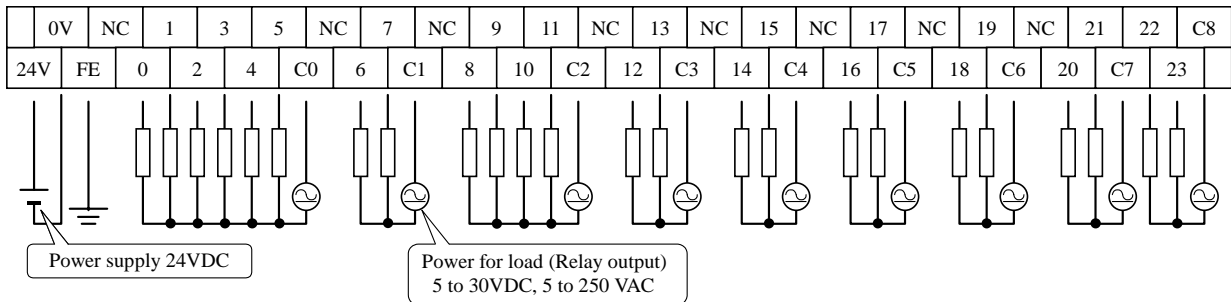 0V NC 1 3 5 NC 7 NC 9 11 NC 13 NC 15 NC 17 NC 19 NC 21 22 C8
24V FE 0 2 4 C0 6 C1 8 10 C2 12 C3 14 C4 16 C5 18 C6 20 C7 23
Power supply 24VDC
Power for load (Relay output)
5 to 30VDC, 5 to 250 VAC